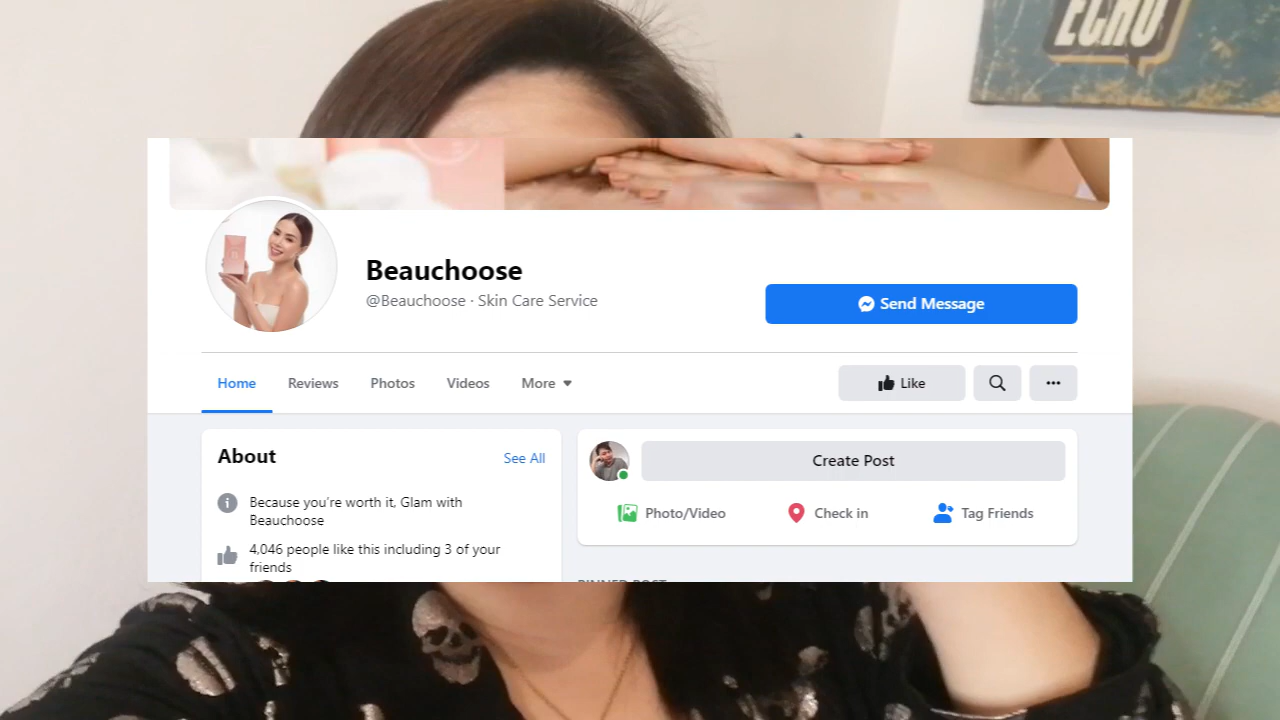 ECHO
Beauchoose
@Beauchoose · Skin Care Service
Send Message
Home
Reviews
Photos
Videos
More
Like
About
See All
Create Post
Because you're worth it, Glam with
Beauchoose
Photo/Video
Check in
Tag Friends
4,046 people like this including 3 of your
friends
PINNED POST